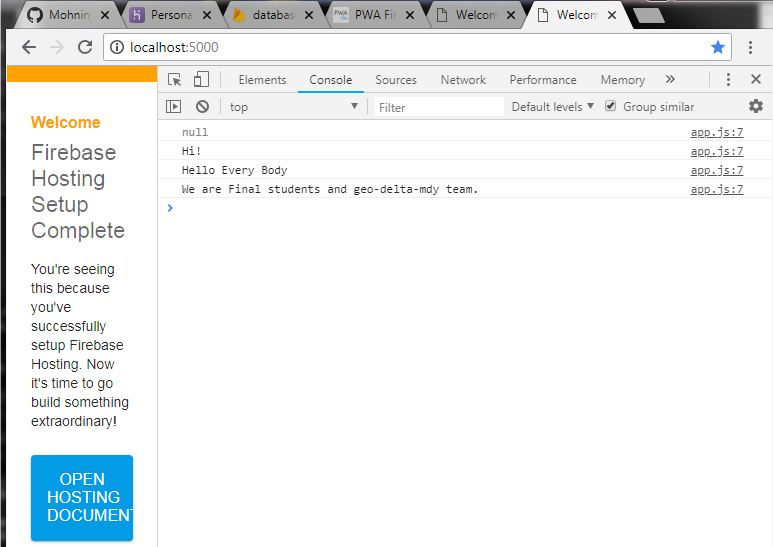 Mohnin
Persona
databas
PWA Fir
Welcom
Welcom
localhost:5000
Elements Console Sources Network Performance Memory
top Filter Default levels Group similar
Welcome
Firebase
Hosting
Setup
Complete
You're seeing
this because
you've
successfully
setup Firebase
Hosting. Now
it's time to go
build something
extraordinary!
OPEN
HOSTING
DOCUMEN
null app.js:7
Hi! app.js:7
Hello Every Body app.js:7
We are Final students and geo-delta-mdy team. app.js:7